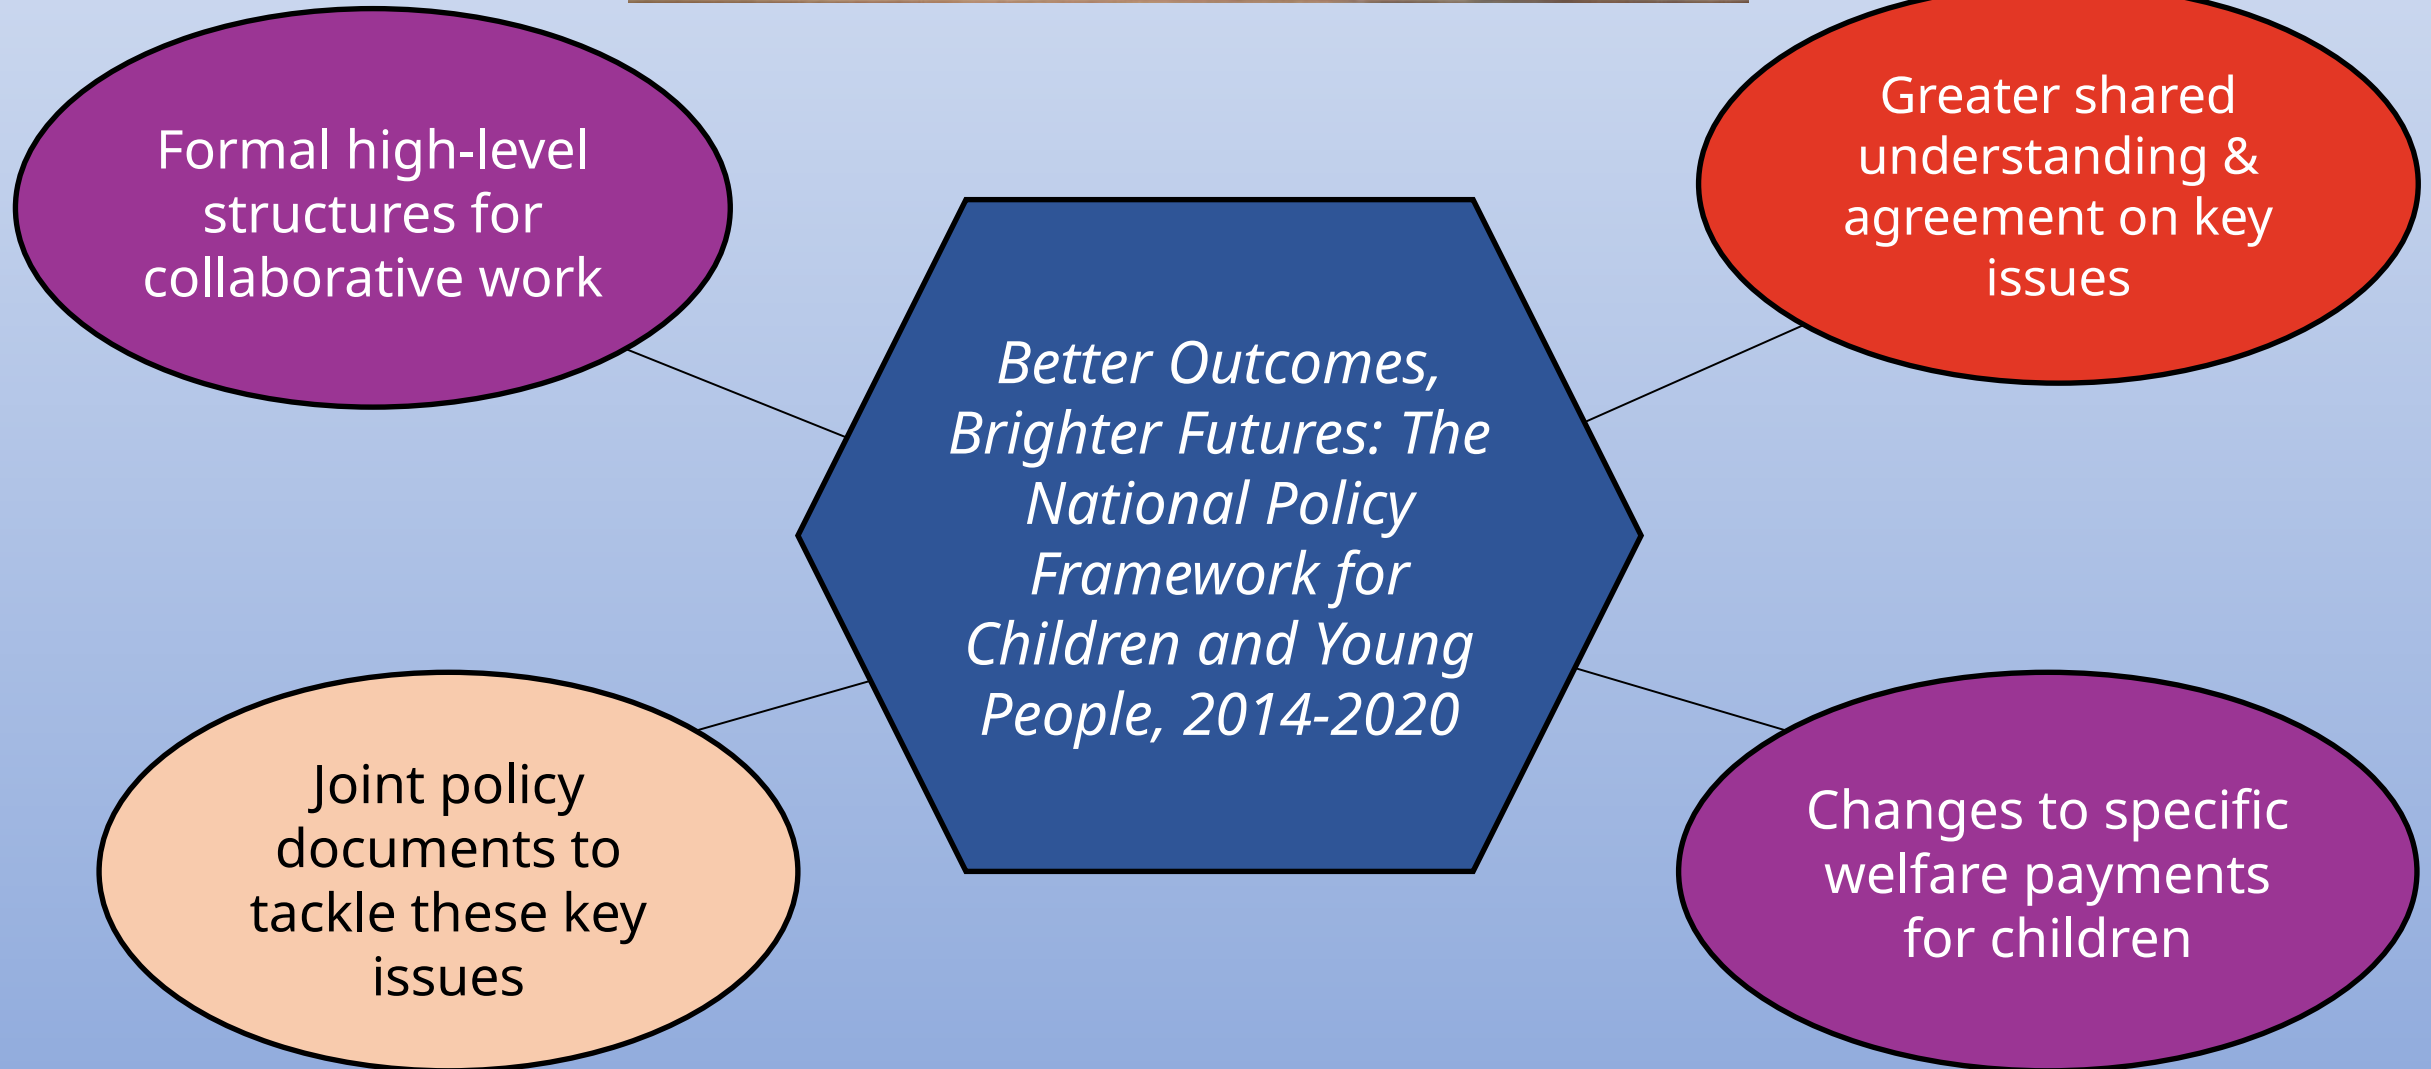 Formal high-level
structures for
collaborative work
Greater shared
understanding &
agreement on key
issues
Better Outcomes,
Brighter Futures: The
National Policy
Framework for
Children and Young
People, 2014-2020
Joint policy
documents to
tackle these key
issues
Changes to specific
welfare payments
for children